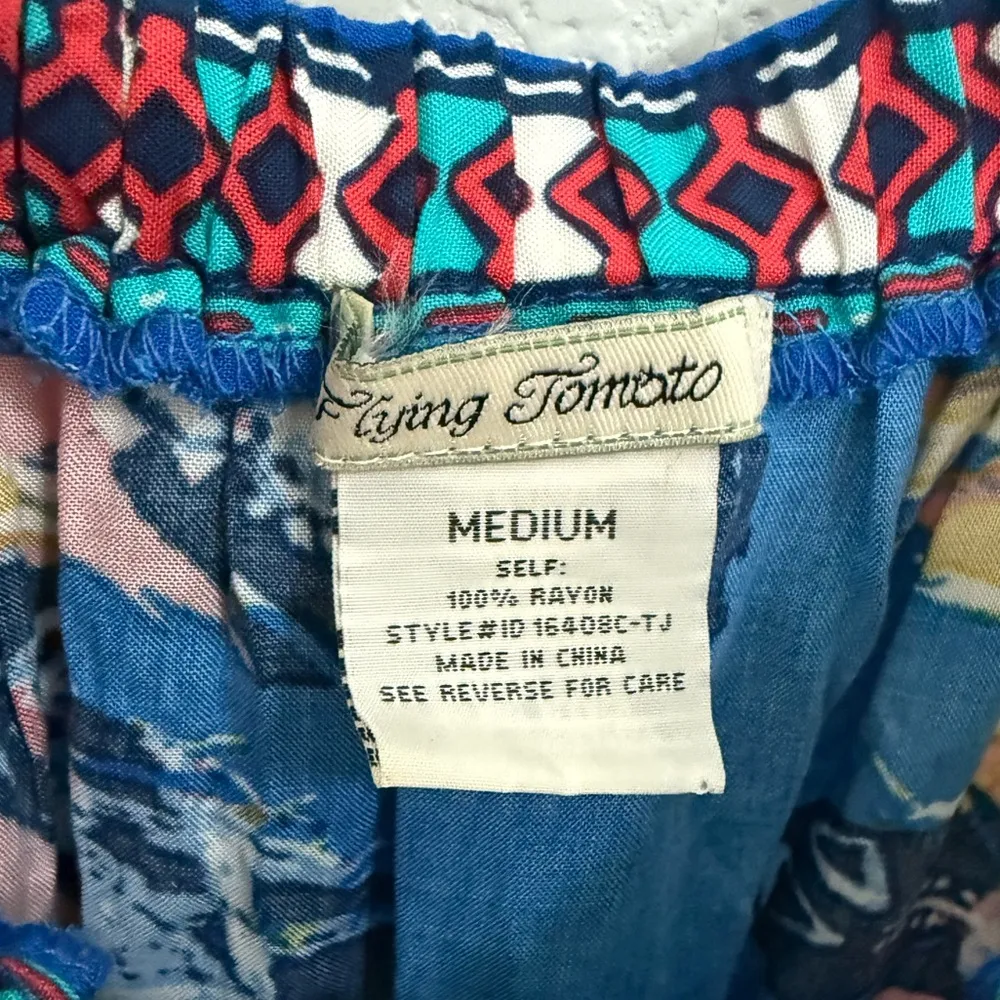 Flying Tomato
MEDIUM
SELF:
100% RAYON
STYLE#ID 16408C-TJ
MADE IN CHINA
SEE REVERSE FOR CARE